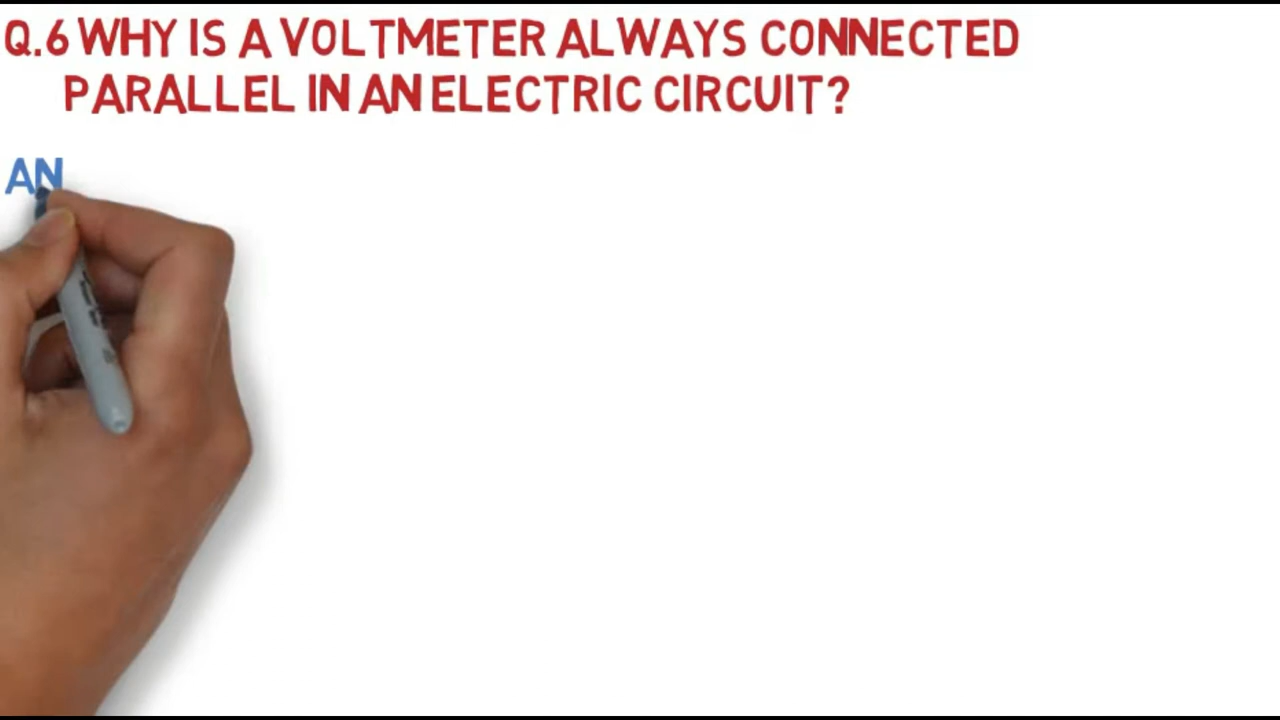 Q.6 WHY IS A VOLTMETER ALWAYS CONNECTED
PARALLEL IN AN ELECTRIC CIRCUIT?
AN